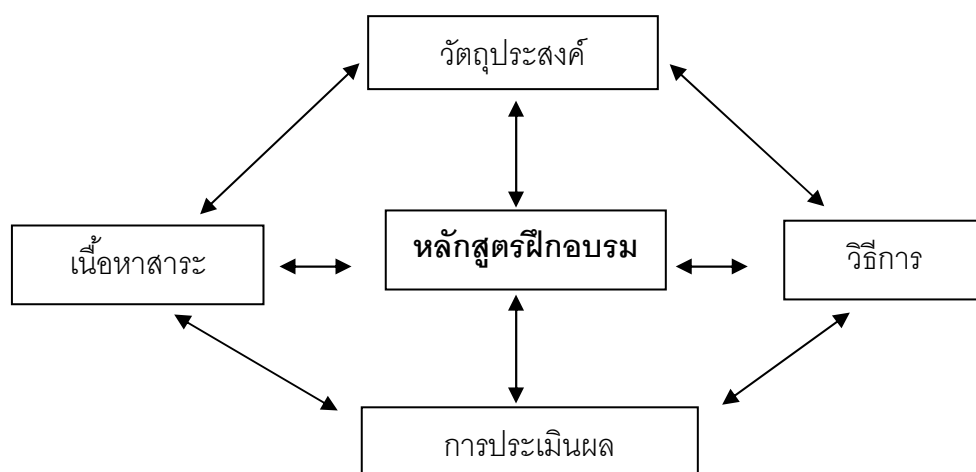 วัตถุประสงค์
เนื้อหาสาระ
หลักสูตรฝึกอบรม
วิธีการ
การประเมินผล